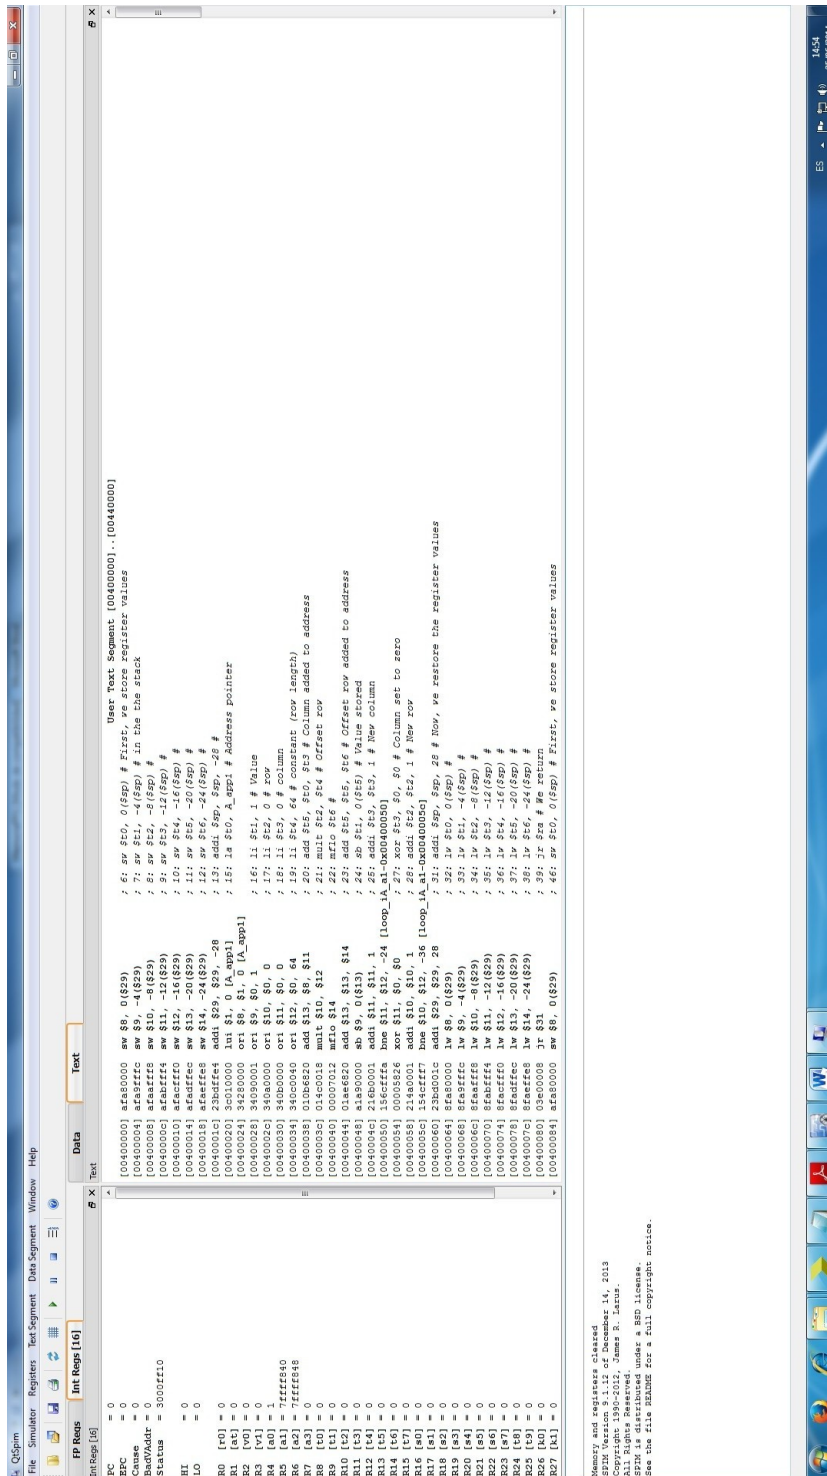 QtSpim
File Simulator Registers Text Segment Data Segment Window Help
FP Regs
Int Regs [16]
Int Regs [16]
PC = 0
EPC = 0
Cause = 0
BadVAddr = 0
Status = 3000ff10
HI = 0
LO = 0
R0 [r0] = 0
R1 [at] = 0
R2 [v0] = 0
R3 [v1] = 0
R4 [a0] = 1
R5 [a1] = 7ffff840
R6 [a2] = 7ffff848
R7 [a3] = 0
R8 [t0] = 0
R9 [t1] = 0
R10 [t2] = 0
R11 [t3] = 0
R12 [t4] = 0
R13 [t5] = 0
R14 [t6] = 0
R15 [t7] = 0
R16 [s0] = 0
R17 [s1] = 0
R18 [s2] = 0
R19 [s3] = 0
R20 [s4] = 0
R21 [s5] = 0
R22 [s6] = 0
R23 [s7] = 0
R24 [t8] = 0
R25 [t9] = 0
R26 [k0] = 0
R27 [k1] = 0
Data
Text
Text
User Text Segment [00400000]..[00440000]
[00400000] afa80000 sw $8, 0($29) ; 6: sw $t0, 0($sp) # First, we store register values
[00400004] afa9fffc sw $9, -4($29) ; 7: sw $t1, -4($sp) # in the the stack
[00400008] afaafff8 sw $10, -8($29) ; 8: sw $t2, -8($sp) #
[0040000c] afabfff4 sw $11, -12($29) ; 9: sw $t3, -12($sp) #
[00400010] afacfff0 sw $12, -16($29) ; 10: sw $t4, -16($sp) #
[00400014] afadffec sw $13, -20($29) ; 11: sw $t5, -20($sp) #
[00400018] afaeffe8 sw $14, -24($29) ; 12: sw $t6, -24($sp) #
[0040001c] 23bdffe4 addi $29, $29, -28 ; 13: addi $sp, $sp, -28 #
[00400020] 3c010000 lui $1, 0 [A_app1] ; 15: la $t0, A_app1 # Address pointer
[00400024] 34280000 ori $8, $1, 0 [A_app1]
[00400028] 34090001 ori $9, $0, 1 ; 16: li $t1, 1 # Value
[0040002c] 340a0000 ori $10, $0, 0 ; 17: li $t2, 0 # row
[00400030] 340b0000 ori $11, $0, 0 ; 18: li $t3, 0 # column
[00400034] 340c0040 ori $12, $0, 64 ; 19: li $t4, 64 # constant (row length)
[00400038] 010b6820 add $13, $8, $11 ; 20: add $t5, $t0, $t3 # Column added to address
[0040003c] 014c0018 mult $10, $12 ; 21: mult $t2, $t4 # Offset row
[00400040] 00007012 mflo $14 ; 22: mflo $t6 #
[00400044] 01ae6820 add $13, $13, $14 ; 23: add $t5, $t5, $t6 # Offset row added to address
[00400048] a1a90000 sb $9, 0($13) ; 24: sb $t1, 0($t5) # Value stored
[0040004c] 216b0001 addi $11, $11, 1 ; 25: addi $t3, $t3, 1 # New column
[00400050] 156cfffa bne $11, $12, -24 [loop_iA_a1-0x00400050]
[00400054] 00005826 xor $11, $0, $0 ; 27: xor $t3, $0, $0 # Column set to zero
[00400058] 214a0001 addi $10, $10, 1 ; 28: addi $t2, $t2, 1 # New row
[0040005c] 154cfff7 bne $10, $12, -36 [loop_iA_a1-0x0040005c]
[00400060] 23bd001c addi $29, $29, 28 ; 31: addi $sp, $sp, 28 # Now, we restore the register values
[00400064] 8fa80000 lw $8, 0($29) ; 32: lw $t0, 0($sp) #
[00400068] 8fa9fffc lw $9, -4($29) ; 33: lw $t1, -4($sp) #
[0040006c] 8faafff8 lw $10, -8($29) ; 34: lw $t2, -8($sp) #
[00400070] 8fabfff4 lw $11, -12($29) ; 35: lw $t3, -12($sp) #
[00400074] 8facfff0 lw $12, -16($29) ; 36: lw $t4, -16($sp) #
[00400078] 8fadffec lw $13, -20($29) ; 37: lw $t5, -20($sp) #
[0040007c] 8faeffe8 lw $14, -24($29) ; 38: lw $t6, -24($sp) #
[00400080] 03e00008 jr $31 ; 39: jr $ra # We return
[00400084] afa80000 sw $8, 0($29) ; 46: sw $t0, 0($sp) # First, we store register values
Memory and registers cleared
SPIM Version 9.1.12 of December 14, 2013
Copyright 1990-2012, James R. Larus.
All Rights Reserved.
SPIM is distributed under a BSD license.
See the file README for a full copyright notice.
ES
14:54